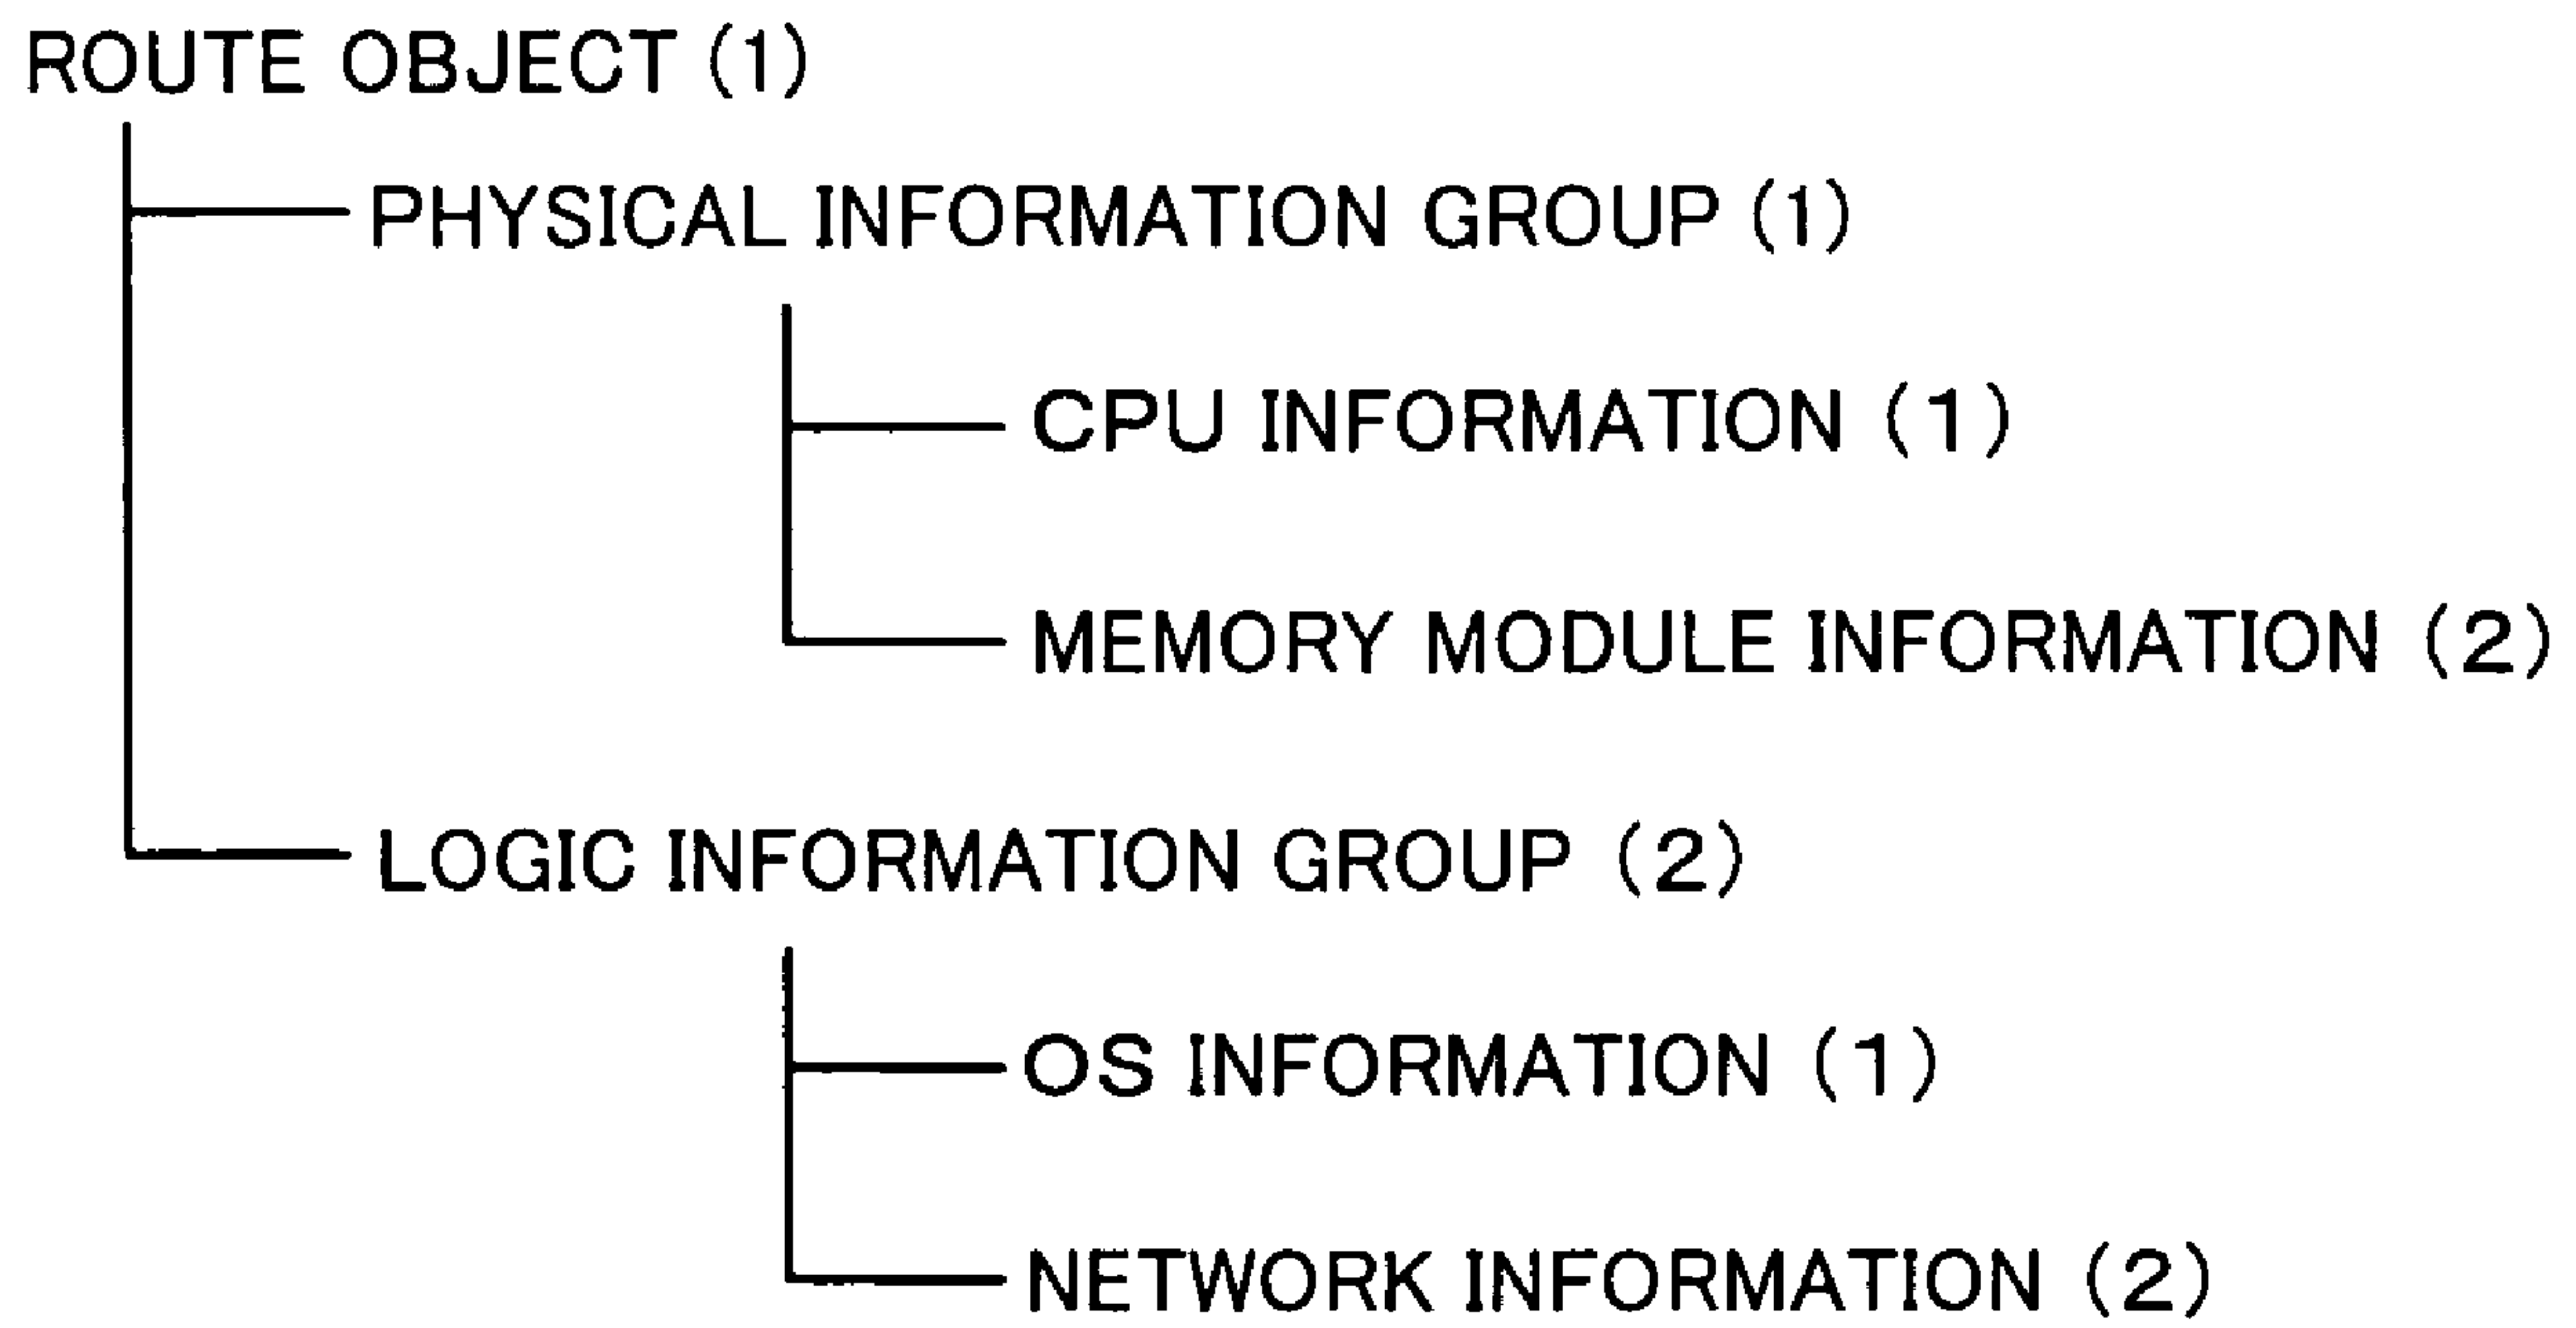 ROUTE OBJECT (1)
PHYSICAL INFORMATION GROUP (1)
CPU INFORMATION (1)
MEMORY MODULE INFORMATION (2)
LOGIC INFORMATION GROUP (2)
OS INFORMATION (1)
NETWORK INFORMATION (2)